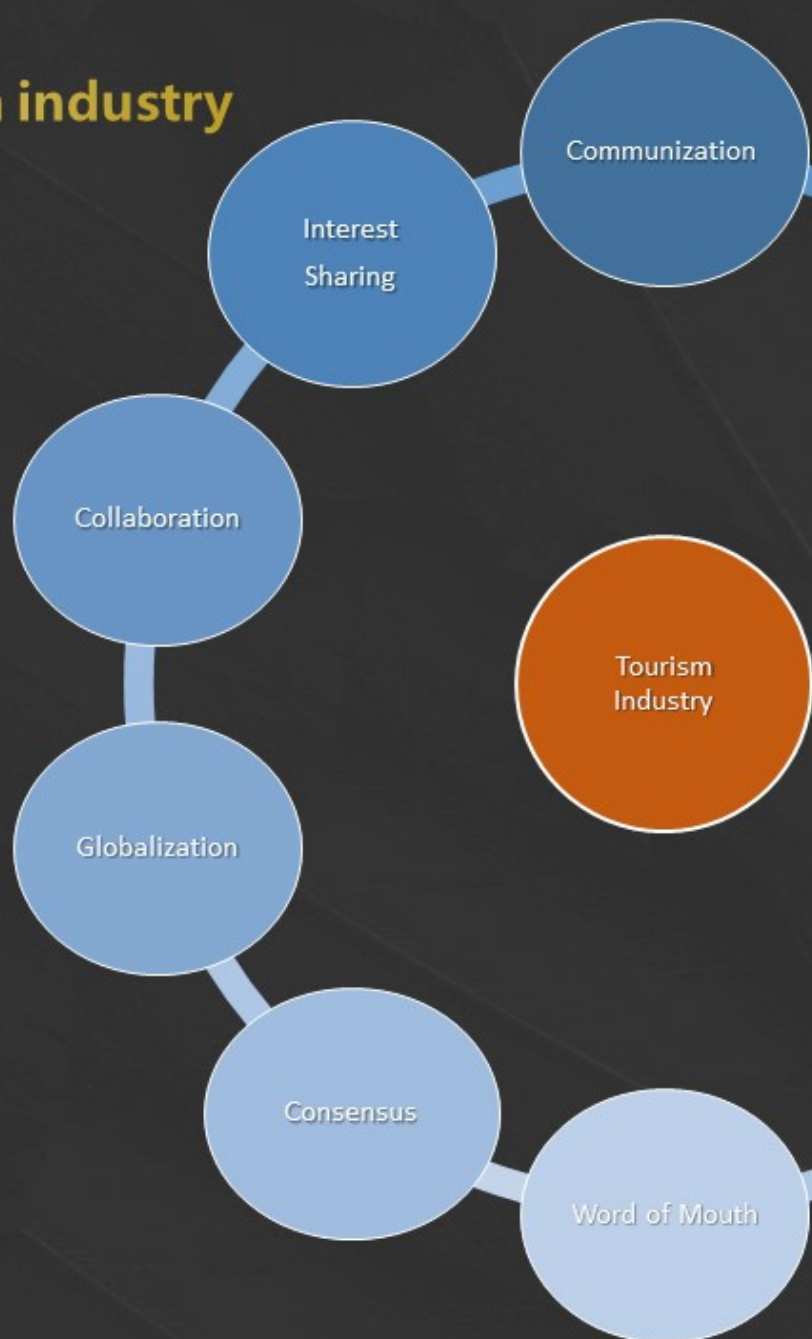 industry
Communization
Interest
Sharing
Collaboration
Tourism
Industry
Globalization
Consensus
Word of Mouth